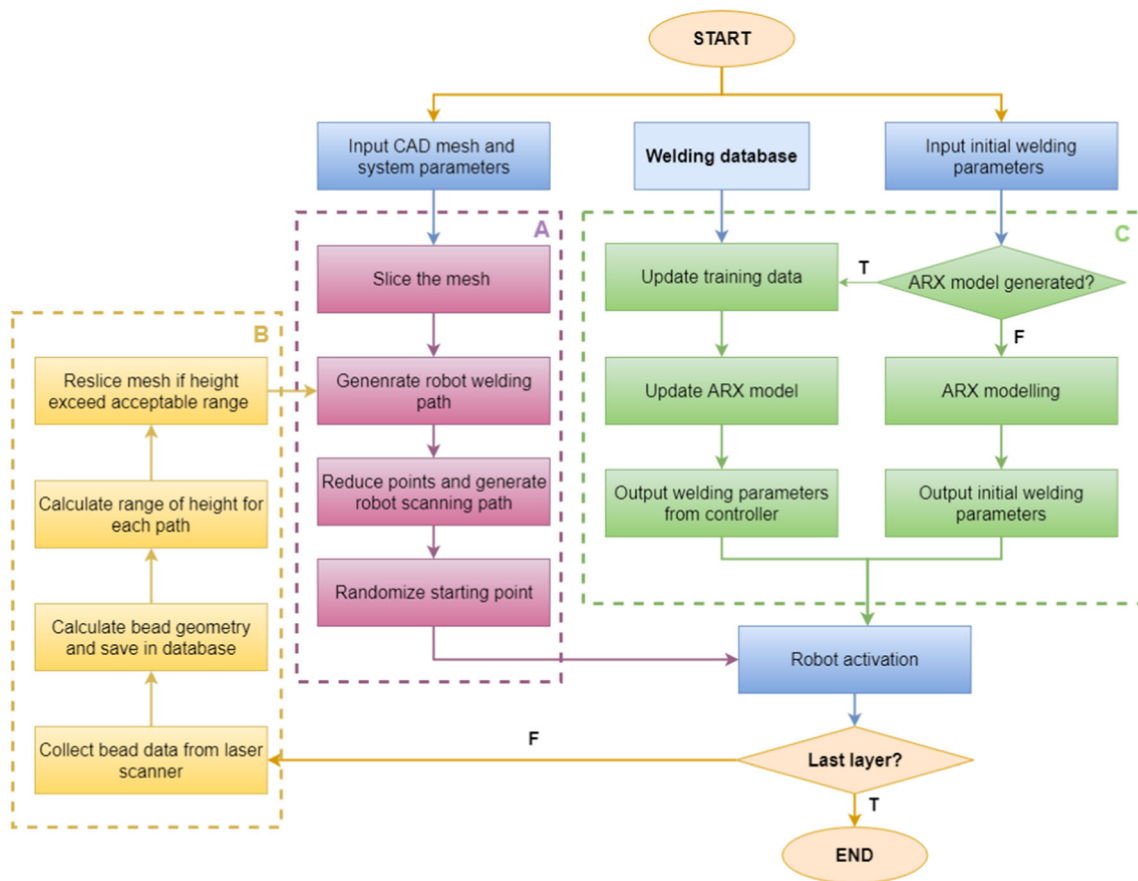 START
Input CAD mesh and
system parameters
Welding database
Input initial welding
parameters
A
Slice the mesh
Genenrate robot welding
path
Reduce points and generate
robot scanning path
Randomize starting point
C
ARX model generated?
T
F
Update training data
Update ARX model
Output welding parameters
from controller
ARX modelling
Output initial welding
parameters
B
Reslice mesh if height
exceed acceptable range
Calculate range of height for
each path
Calculate bead geometry
and save in database
Collect bead data from laser
scanner
Robot activation
Last layer?
F
T
END